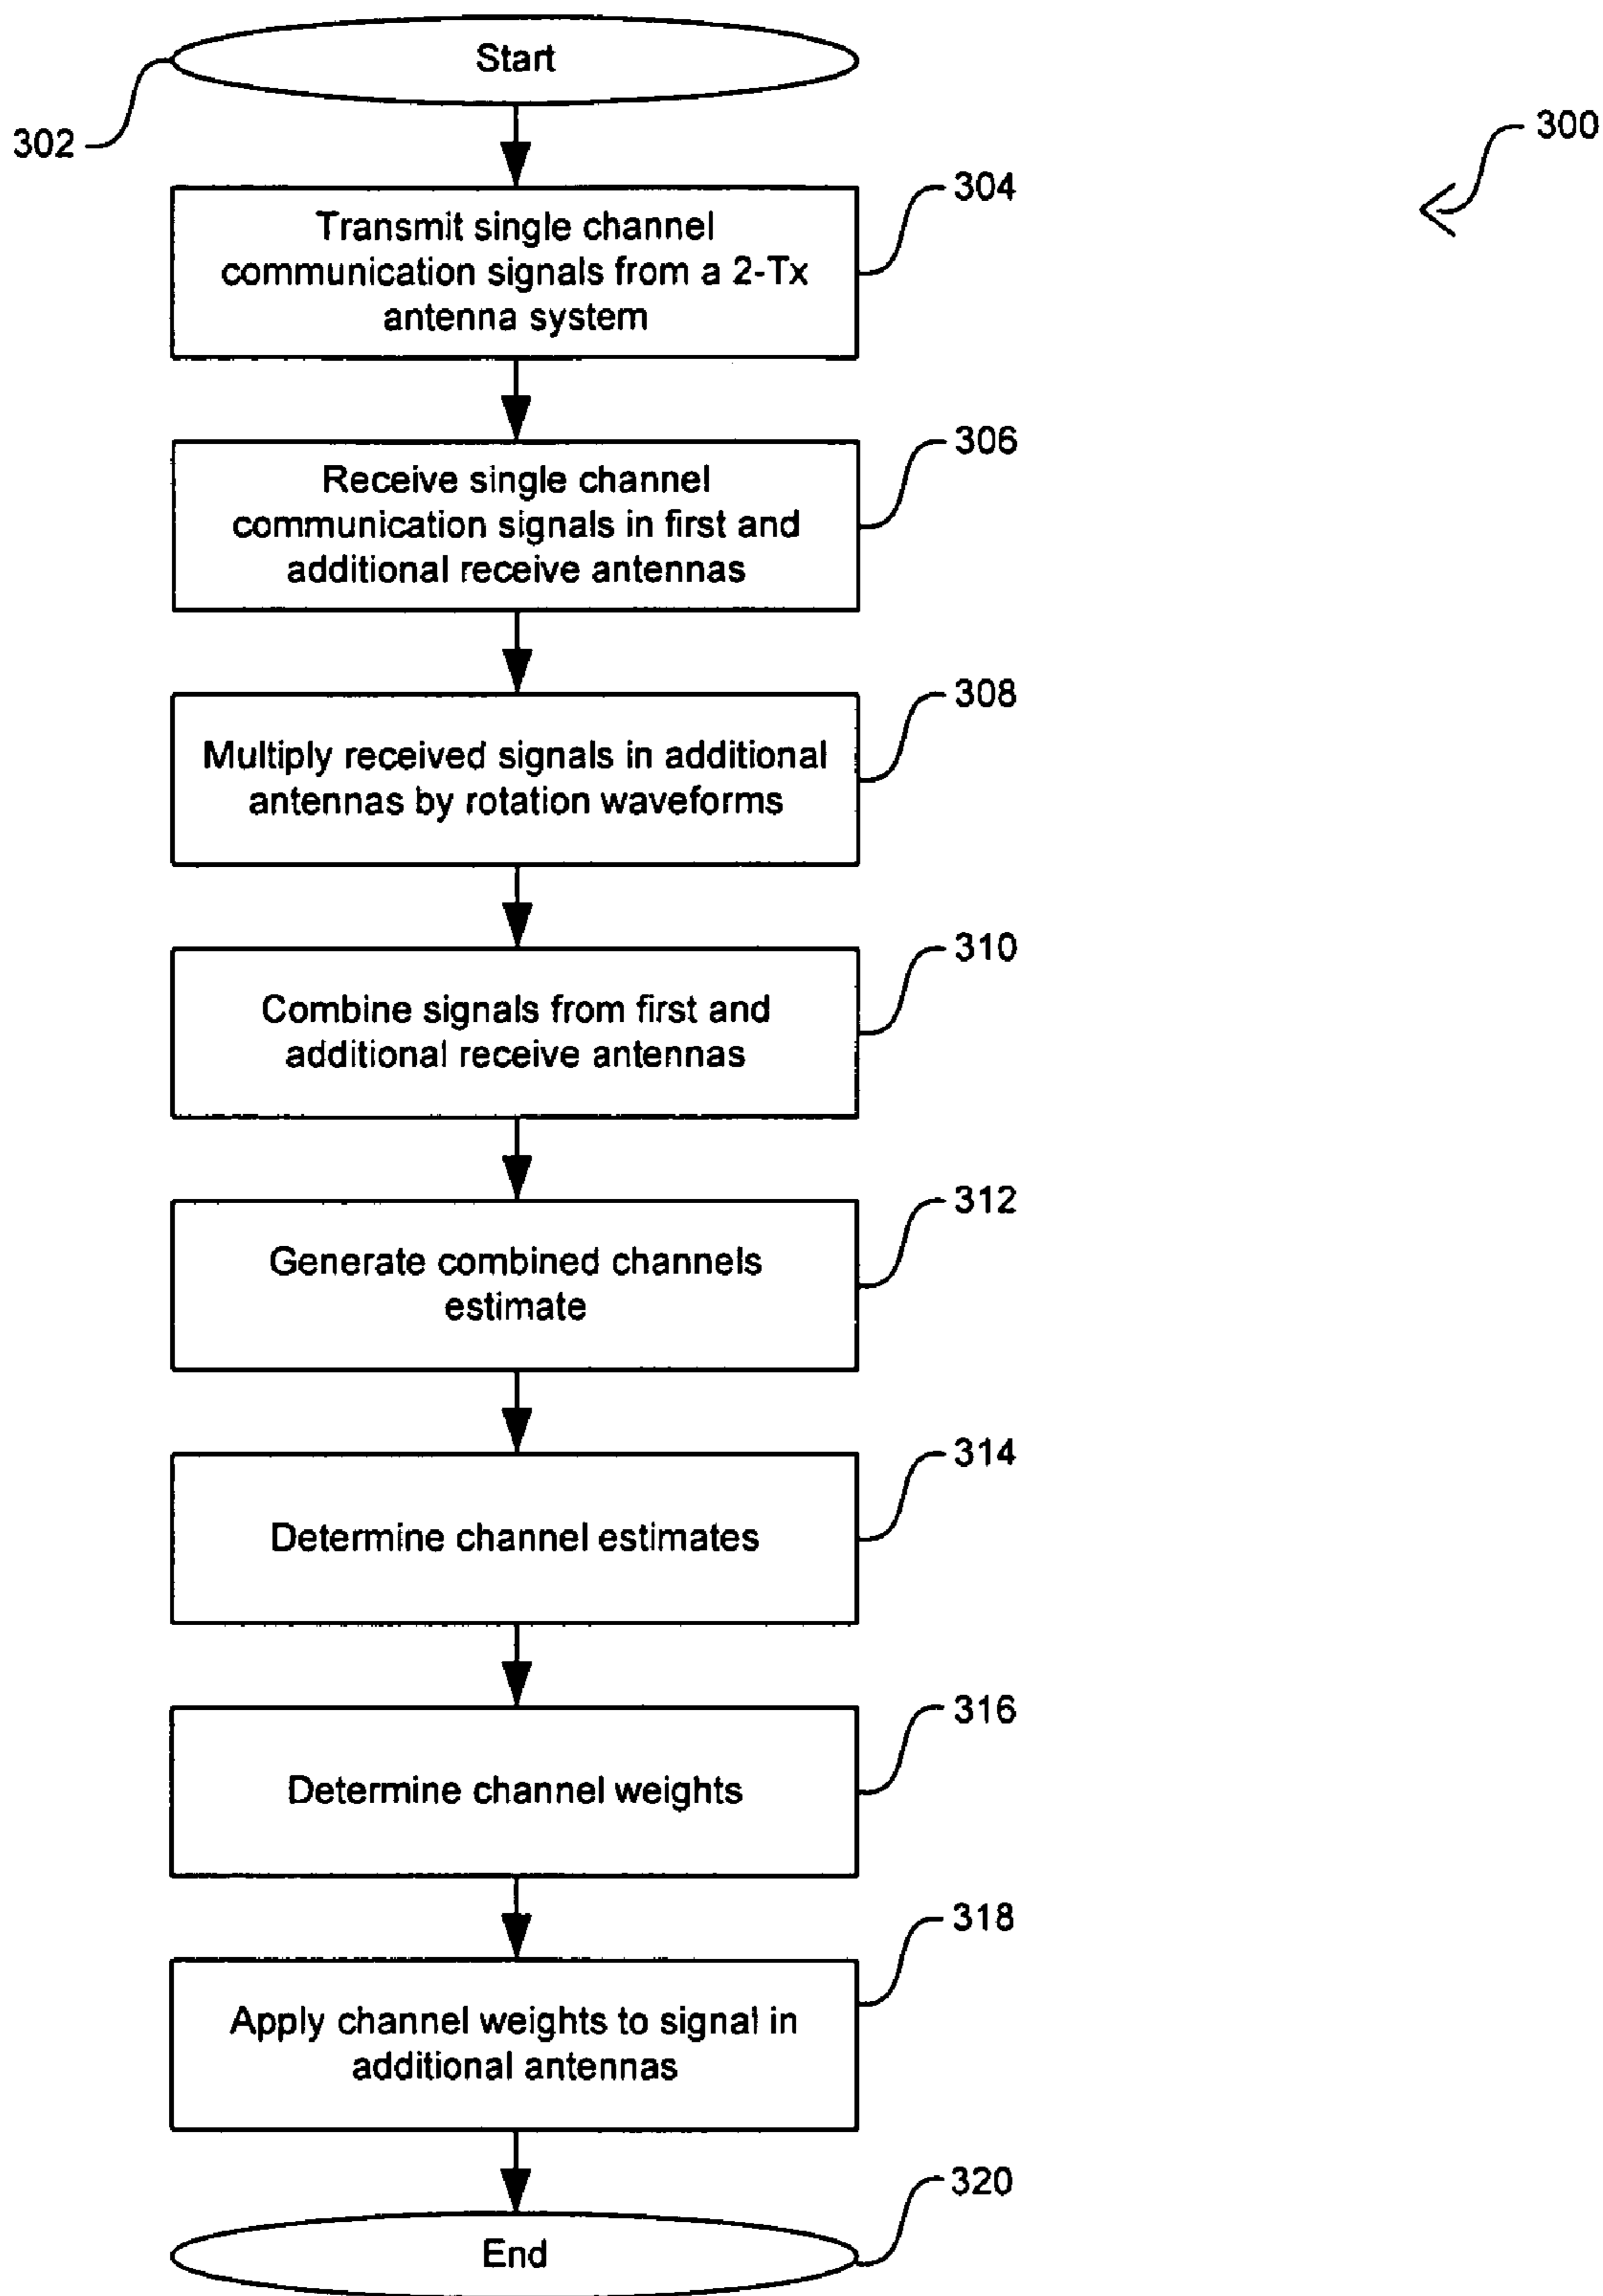 Start
302
300
304
Transmit single channel
communication signals from a 2-Tx
antenna system
306
Receive single channel
communication signals in first and
additional receive antennas
308
Multiply received signals in additional
antennas by rotation waveforms
310
Combine signals from first and
additional receive antennas
312
Generate combined channels
estimate
314
Determine channel estimates
316
Determine channel weights
318
Apply channel weights to signal in
additional antennas
320
End